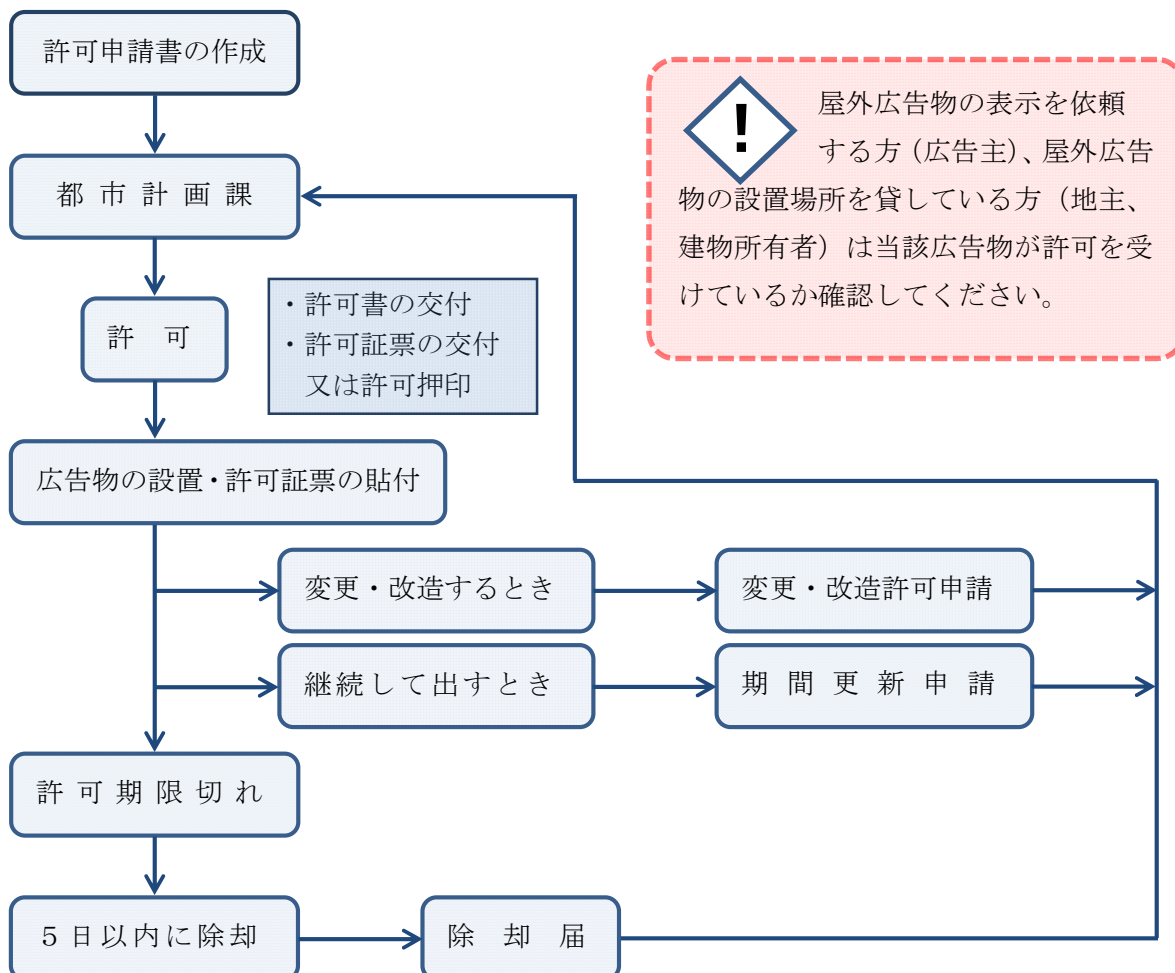 許可申請書の作成
!
屋外広告物の表示を依頼
する方（広告主）、屋外広告
物の設置場所を貸している方（地主、
建物所有者）は当該広告物が許可を受
けているか確認してください。
都市計画課
許可
・許可書の交付
・許可証票の交付
又は許可押印
広告物の設置・許可証票の貼付
変更・改造するとき
変更・改造許可申請
継続して出すとき
期間更新申請
許可期限切れ
５日以内に除却
除却届